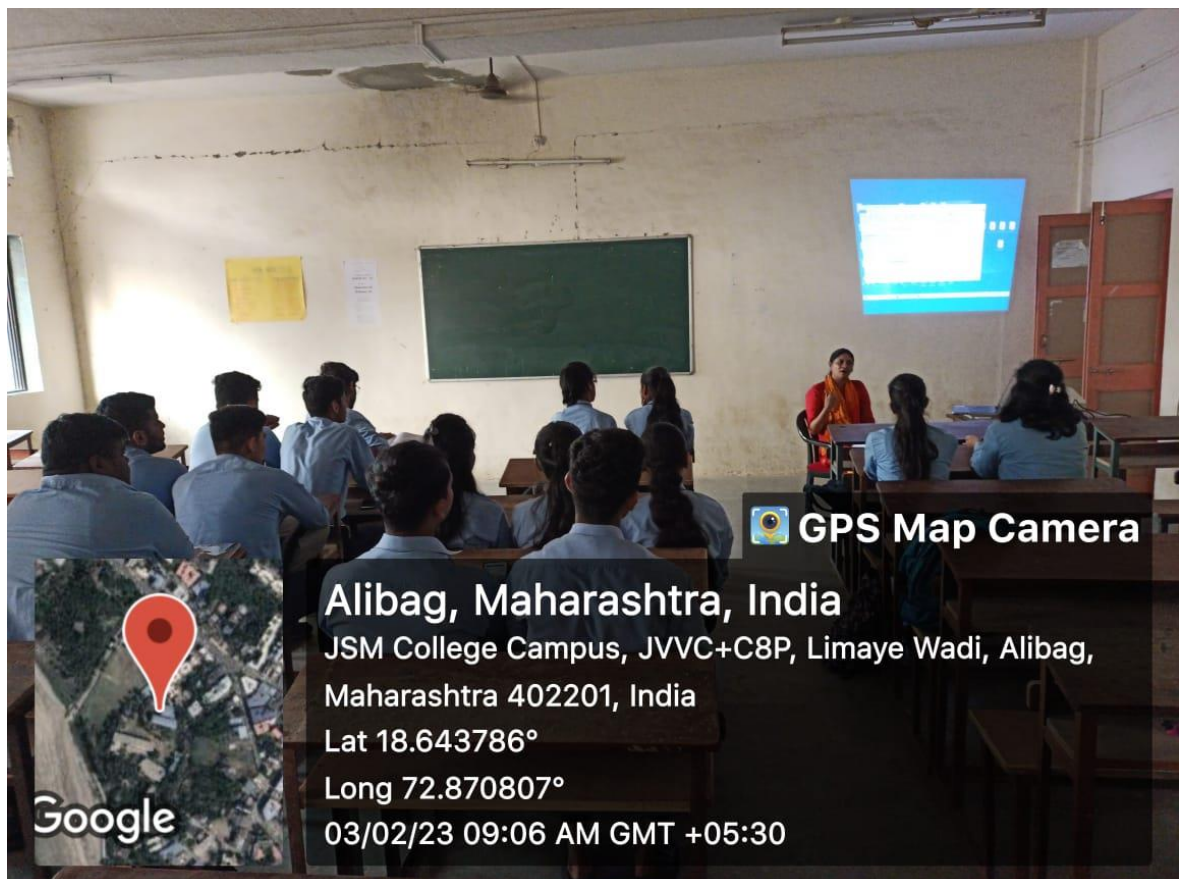 GPS Map Camera
Alibag, Maharashtra, India
JSM College Campus, JVVC+C8P, Limaye Wadi, Alibag,
Maharashtra 402201, India
Lat 18.643786°
Long 72.870807°
03/02/23 09:06 AM GMT +05:30
Google